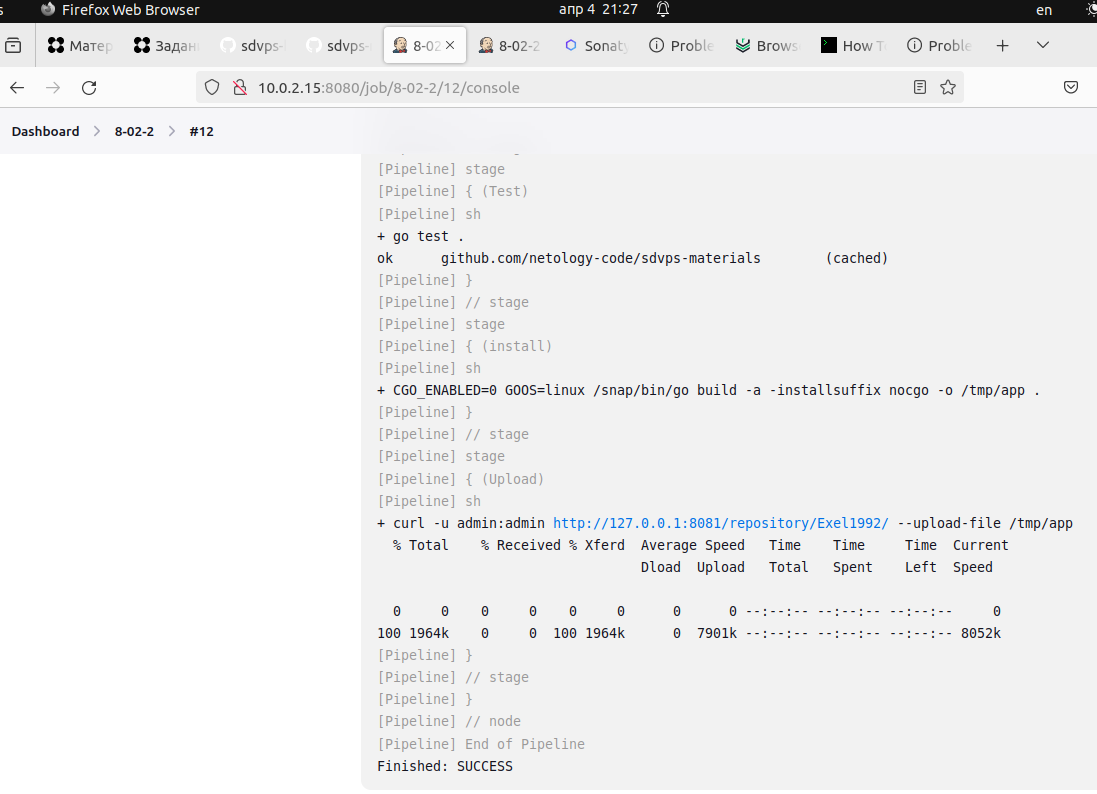 Firefox Web Browser
апр 4 21:27
en
Матер
Задан
sdvps-
sdvps-
8-02
8-02-2
Sonaty
Proble
Brows
How T
Proble
10.0.2.15:8080/job/8-02-2/12/console
Dashboard > 8-02-2 > #12
[Pipeline] stage
[Pipeline] { (Test)
[Pipeline] sh
+ go test .
ok      github.com/netology-code/sdvps-materials        (cached)
[Pipeline] }
[Pipeline] // stage
[Pipeline] stage
[Pipeline] { (install)
[Pipeline] sh
+ CGO_ENABLED=0 GOOS=linux /snap/bin/go build -a -installsuffix nocgo -o /tmp/app .
[Pipeline] }
[Pipeline] // stage
[Pipeline] stage
[Pipeline] { (Upload)
[Pipeline] sh
+ curl -u admin:admin http://127.0.0.1:8081/repository/Exel1992/ --upload-file /tmp/app
  % Total    % Received % Xferd  Average Speed   Time    Time     Time  Current
                                 Dload  Upload   Total   Spent    Left  Speed
  0     0    0     0    0     0      0      0 --:--:-- --:--:-- --:--:--     0
100 1964k    0     0  100 1964k      0  7901k --:--:-- --:--:-- --:--:-- 8052k
[Pipeline] }
[Pipeline] // stage
[Pipeline] }
[Pipeline] // node
[Pipeline] End of Pipeline
Finished: SUCCESS